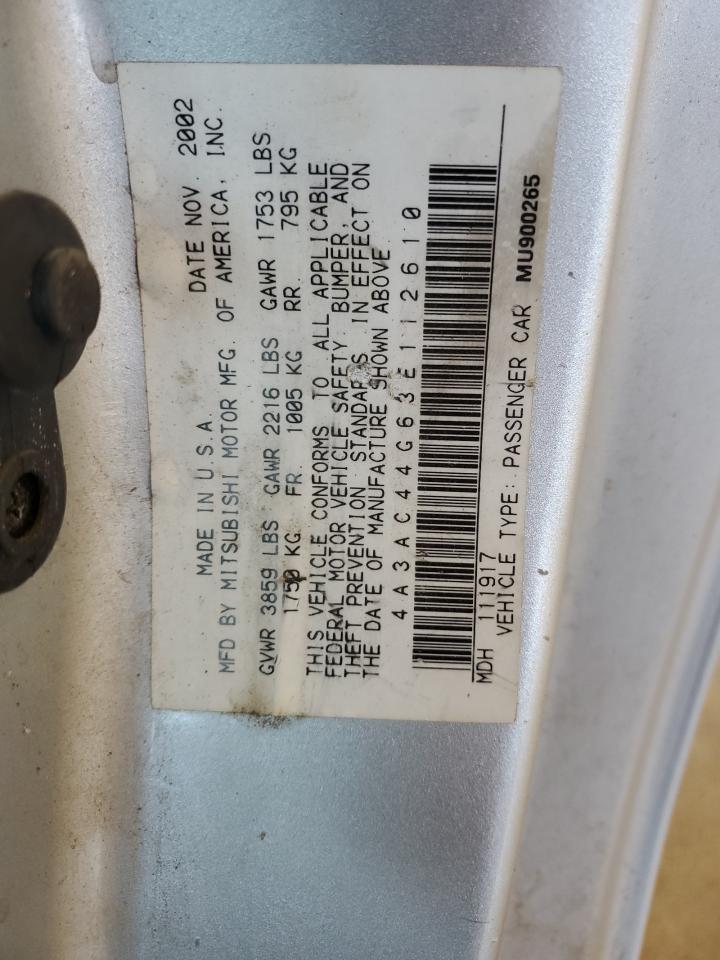 MADE IN U.S.A. DATE NOV. 2002
MFD BY MITSUBISHI MOTOR MFG. OF AMERICA, INC.
GVWR 3859 LBS GAWR 2216 LBS GAWR 1753 LBS
1750 KG FR. 1005 KG RR. 795 KG
THIS VEHICLE CONFORMS TO ALL APPLICABLE
FEDERAL MOTOR VEHICLE SAFETY, BUMPER, AND
THEFT PREVENTION STANDARDS IN EFFECT ON
THE DATE OF MANUFACTURE SHOWN ABOVE
4A3AC44G63E112610
MDH 111917
VEHICLE TYPE: PASSENGER CAR MU900265